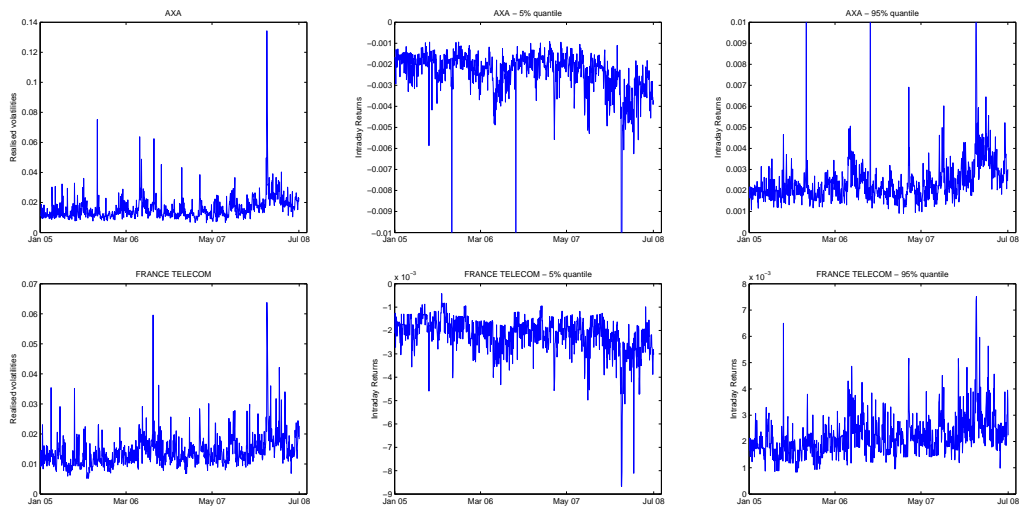 AXA
0.14
0.12
0.1
0.08
0.06
0.04
0.02
0
Realised volatilities
Jan 05
Mar 06
May 07
Jul 08
AXA – 5% quantile
0
−0.001
−0.002
−0.003
−0.004
−0.005
−0.006
−0.007
−0.008
−0.009
−0.01
Intraday Returns
Jan 05
Mar 06
May 07
Jul 08
AXA – 95% quantile
0.01
0.009
0.008
0.007
0.006
0.005
0.004
0.003
0.002
0.001
0
Intraday Returns
Jan 05
Mar 06
May 07
Jul 08
FRANCE TELECOM
0.07
0.06
0.05
0.04
0.03
0.02
0.01
0
Realised volatilities
Jan 05
Mar 06
May 07
Jul 08
x 10⁻³
FRANCE TELECOM – 5% quantile
0
−1
−2
−3
−4
−5
−6
−7
−8
−9
Intraday Returns
Jan 05
Mar 06
May 07
Jul 08
x 10⁻³
FRANCE TELECOM – 95% quantile
8
7
6
5
4
3
2
1
0
Intraday Returns
Jan 05
Mar 06
May 07
Jul 08